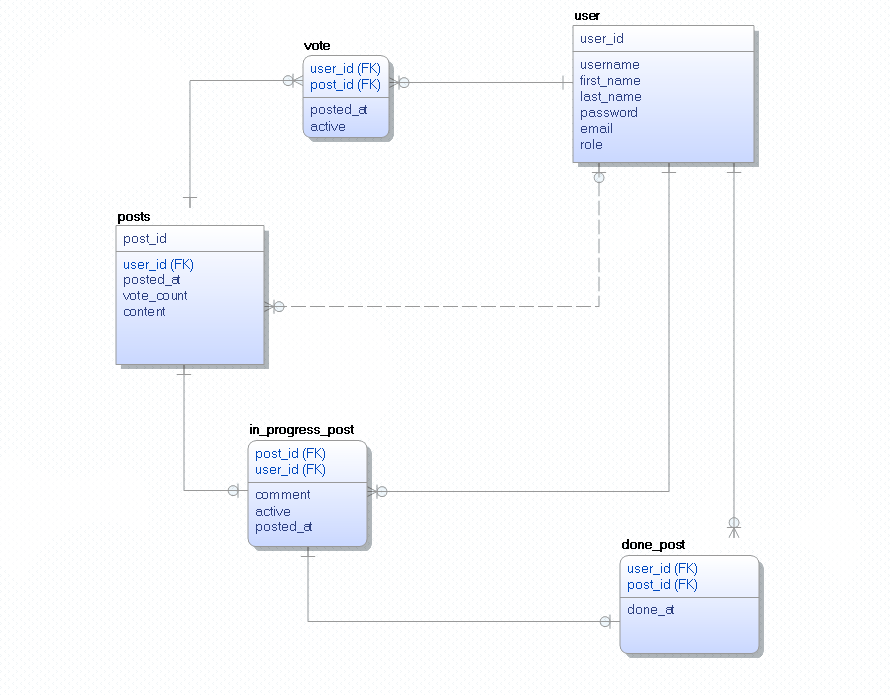 user
user_id
username
first_name
last_name
password
email
role
vote
user_id (FK)
post_id (FK)
posted_at
active
posts
post_id
user_id (FK)
posted_at
vote_count
content
in_progress_post
post_id (FK)
user_id (FK)
comment
active
posted_at
done_post
user_id (FK)
post_id (FK)
done_at